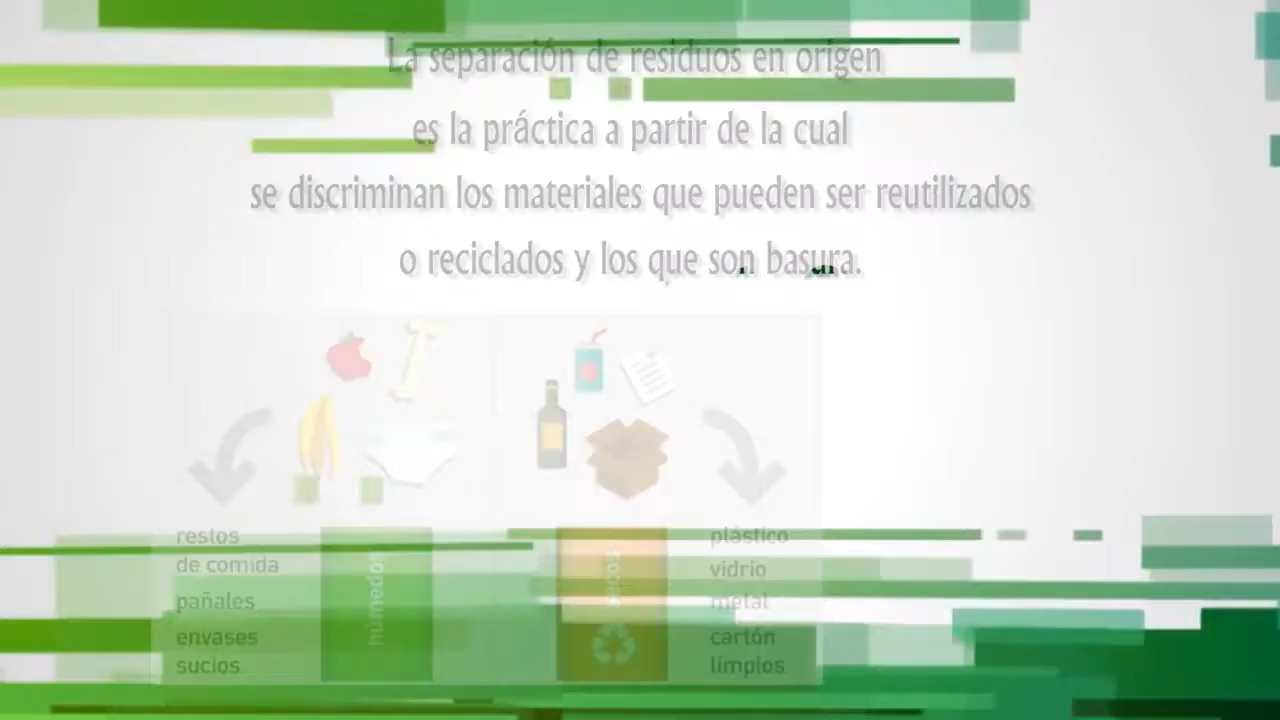 La separación de residuos en origen
es la práctica a partir de la cual
se discriminan los materiales que pueden ser reutilizados
o reciclados y los que son basura.
restos
de comida
pañales
envases
sucios
húmedos
secos
plástico
vidrio
metal
cartón
limpios